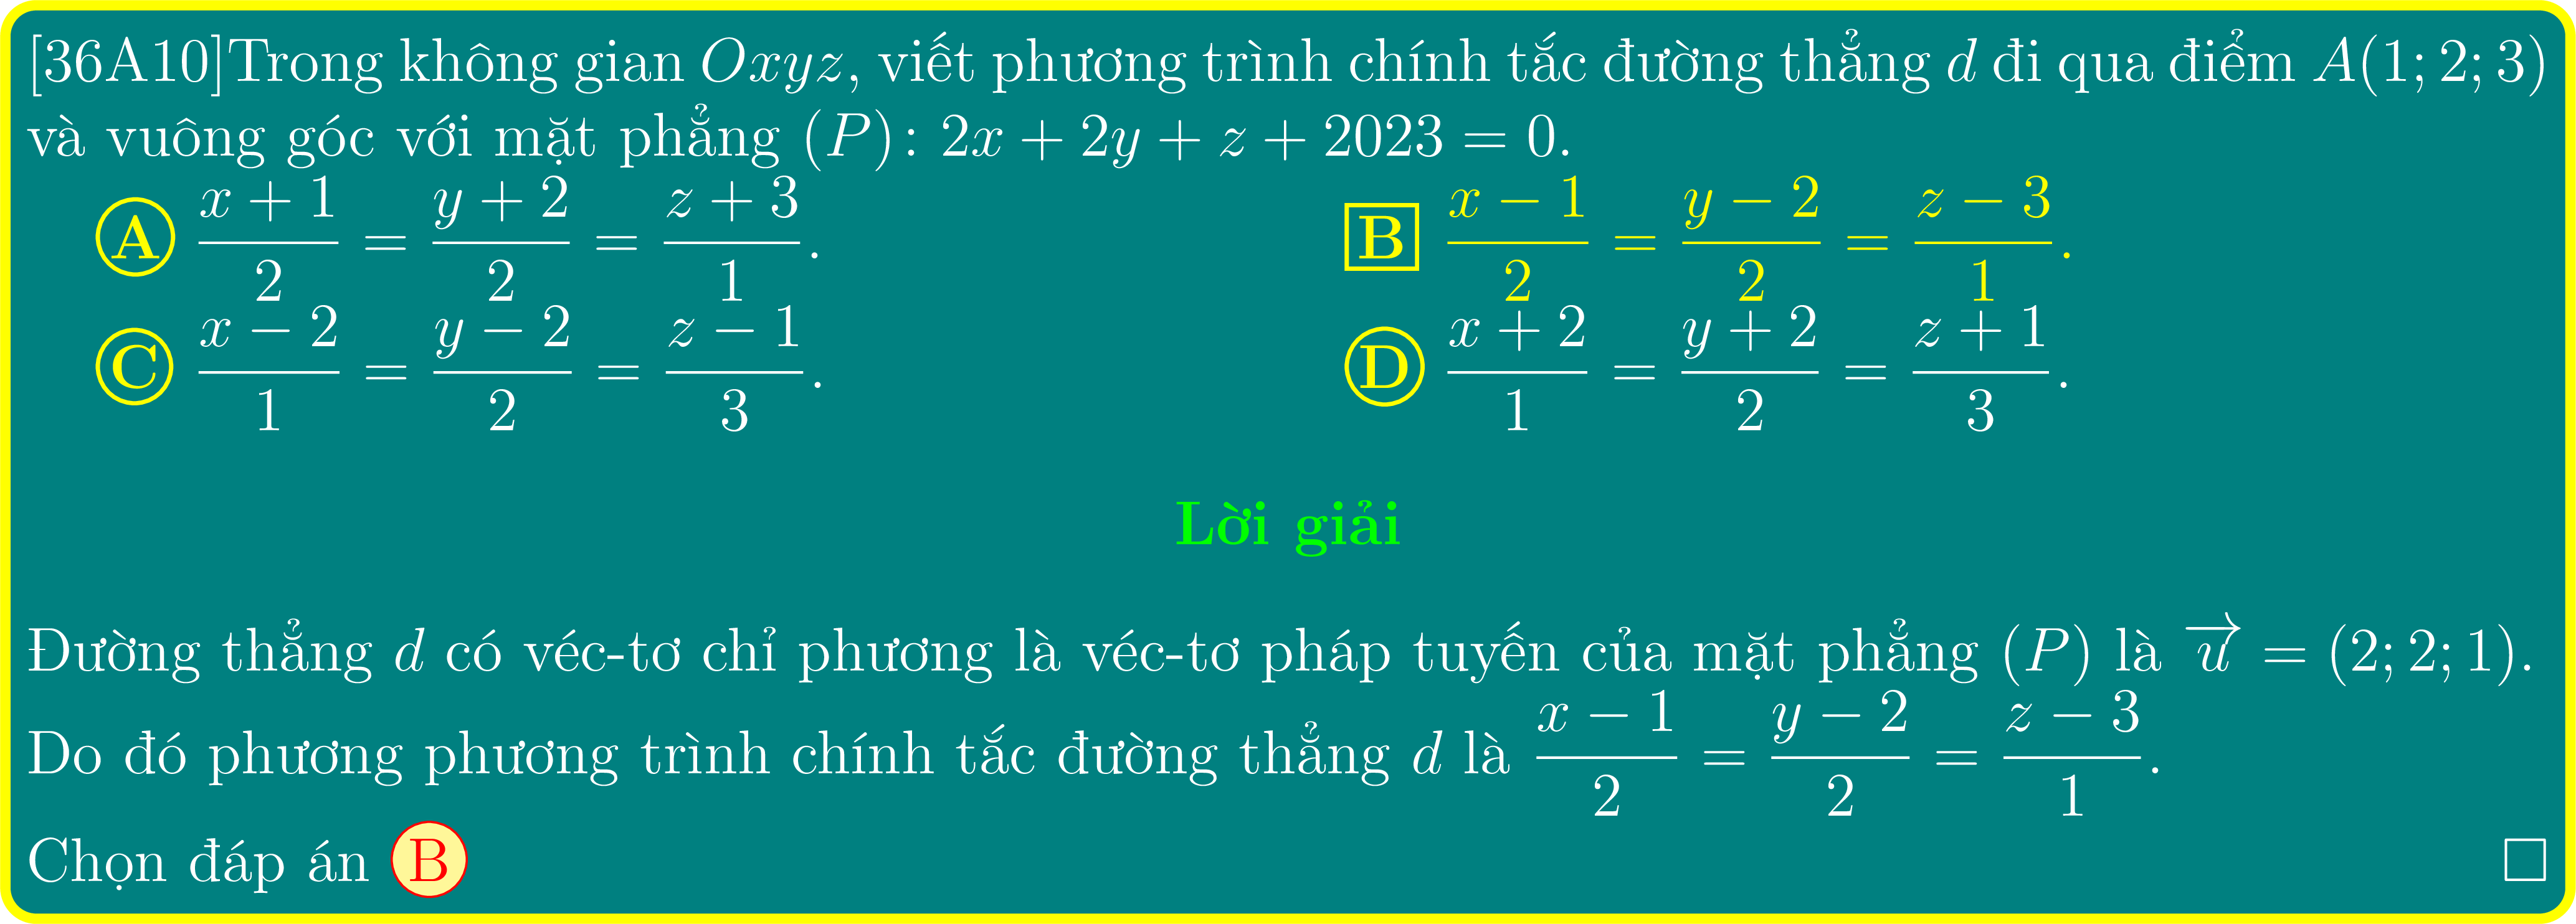 [36A10]Trong không gian Oxyz, viết phương trình chính tắc đường thẳng d đi qua điểm A(1; 2; 3)
và vuông góc với mặt phẳng (P): 2x + 2y + z + 2023 = 0.
A $\frac{x+1}{2} = \frac{y+2}{2} = \frac{z+3}{1}$. B $\frac{x-1}{2} = \frac{y-2}{2} = \frac{z-3}{1}$.
C $\frac{x-2}{1} = \frac{y-2}{2} = \frac{z-1}{3}$. D $\frac{x+2}{1} = \frac{y+2}{2} = \frac{z+1}{3}$.
Lời giải
Đường thẳng d có véc-tơ chỉ phương là véc-tơ pháp tuyến của mặt phẳng (P) là $\overrightarrow{u}$ = (2; 2; 1).
Do đó phương phương trình chính tắc đường thẳng d là $\frac{x-1}{2} = \frac{y-2}{2} = \frac{z-3}{1}$.
Chọn đáp án B □